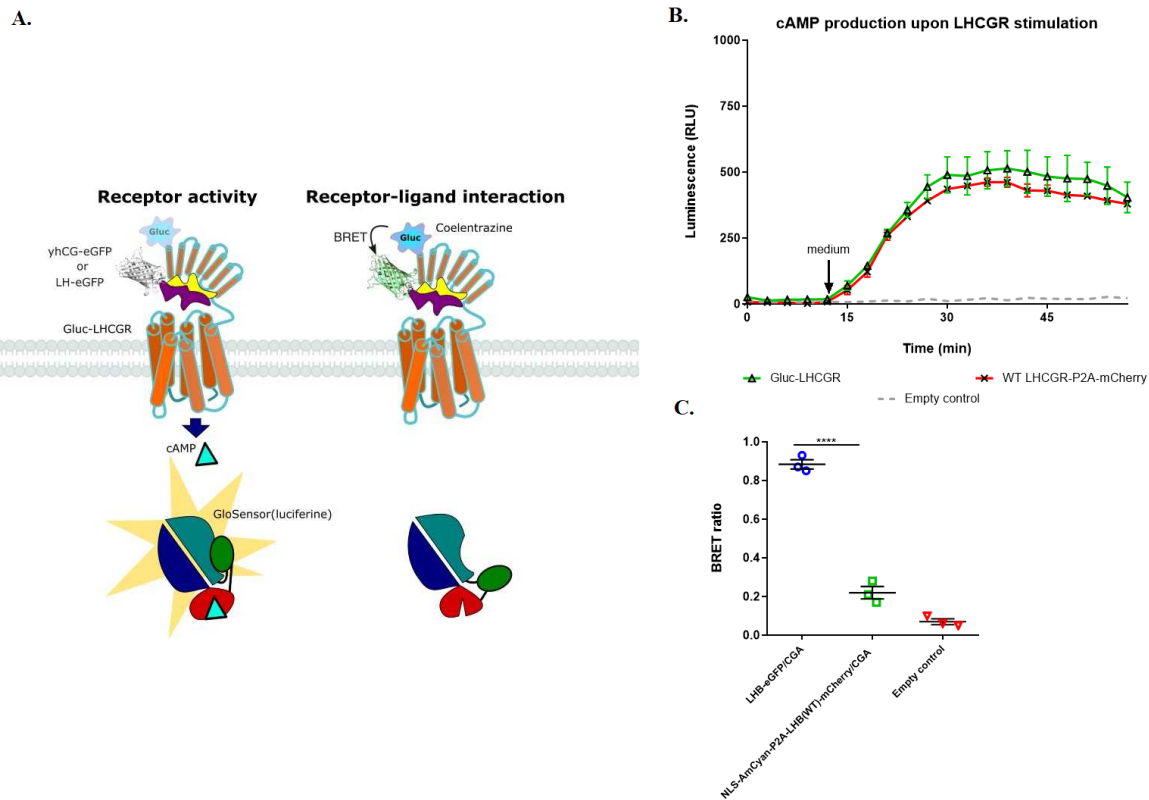 A.
Receptor activity
Receptor-ligand interaction
Gluc
yhCG-eGFP
or
LH-eGFP
Gluc-LHCGR
BRET
Gluc
Coelentrazine
cAMP
GloSensor(luciferine)
B.
cAMP production upon LHCGR stimulation
Luminescence (RLU)
1000
750
500
250
0
medium
0
15
30
45
Time (min)
Gluc-LHCGR
WT LHCGR-P2A-mCherry
Empty control
C.
BRET ratio
1.0
0.8
0.6
0.4
0.2
0.0
****
LHB-eGFP/CGA
NLS-AmCyan-P2A-LHB(WT)-mCherry/CGA
Empty control